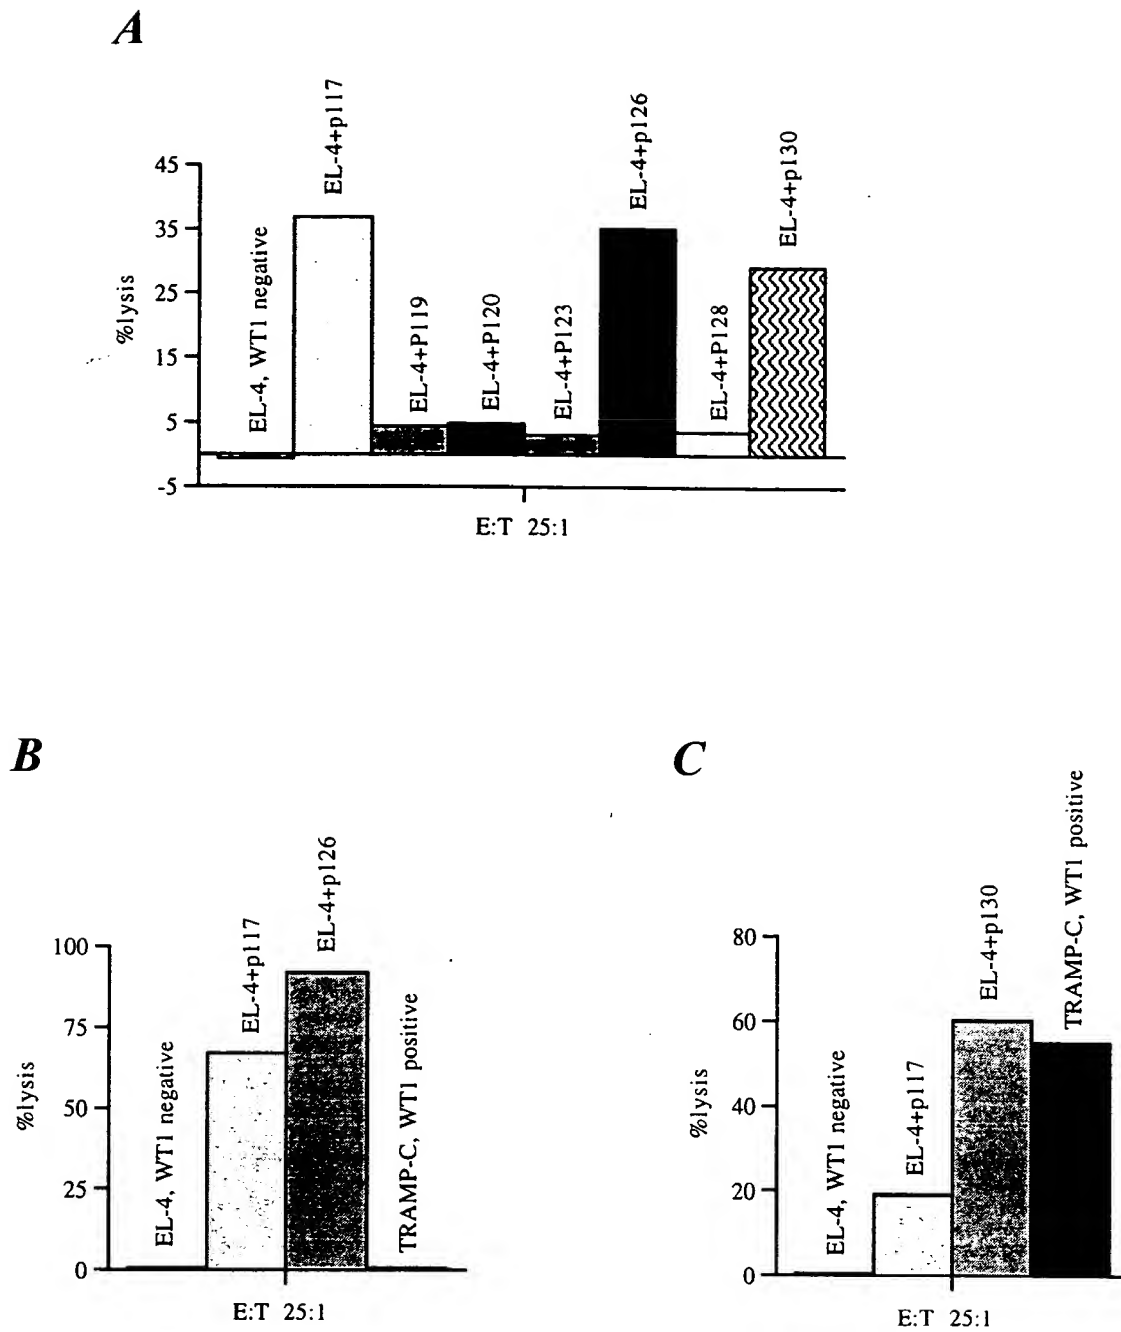 A
%lysis
45
35
25
15
5
-5
EL-4, WT1 negative
EL-4+p117
EL-4+P119
EL-4+P120
EL-4+P123
EL-4+p126
EL-4+P128
EL-4+p130
E:T 25:1
B
%lysis
100
75
50
25
0
EL-4, WT1 negative
EL-4+p117
EL-4+p126
TRAMP-C, WT1 positive
E:T 25:1
C
%lysis
80
60
40
20
0
EL-4, WT1 negative
EL-4+p117
EL-4+p130
TRAMP-C, WT1 positive
E:T 25:1